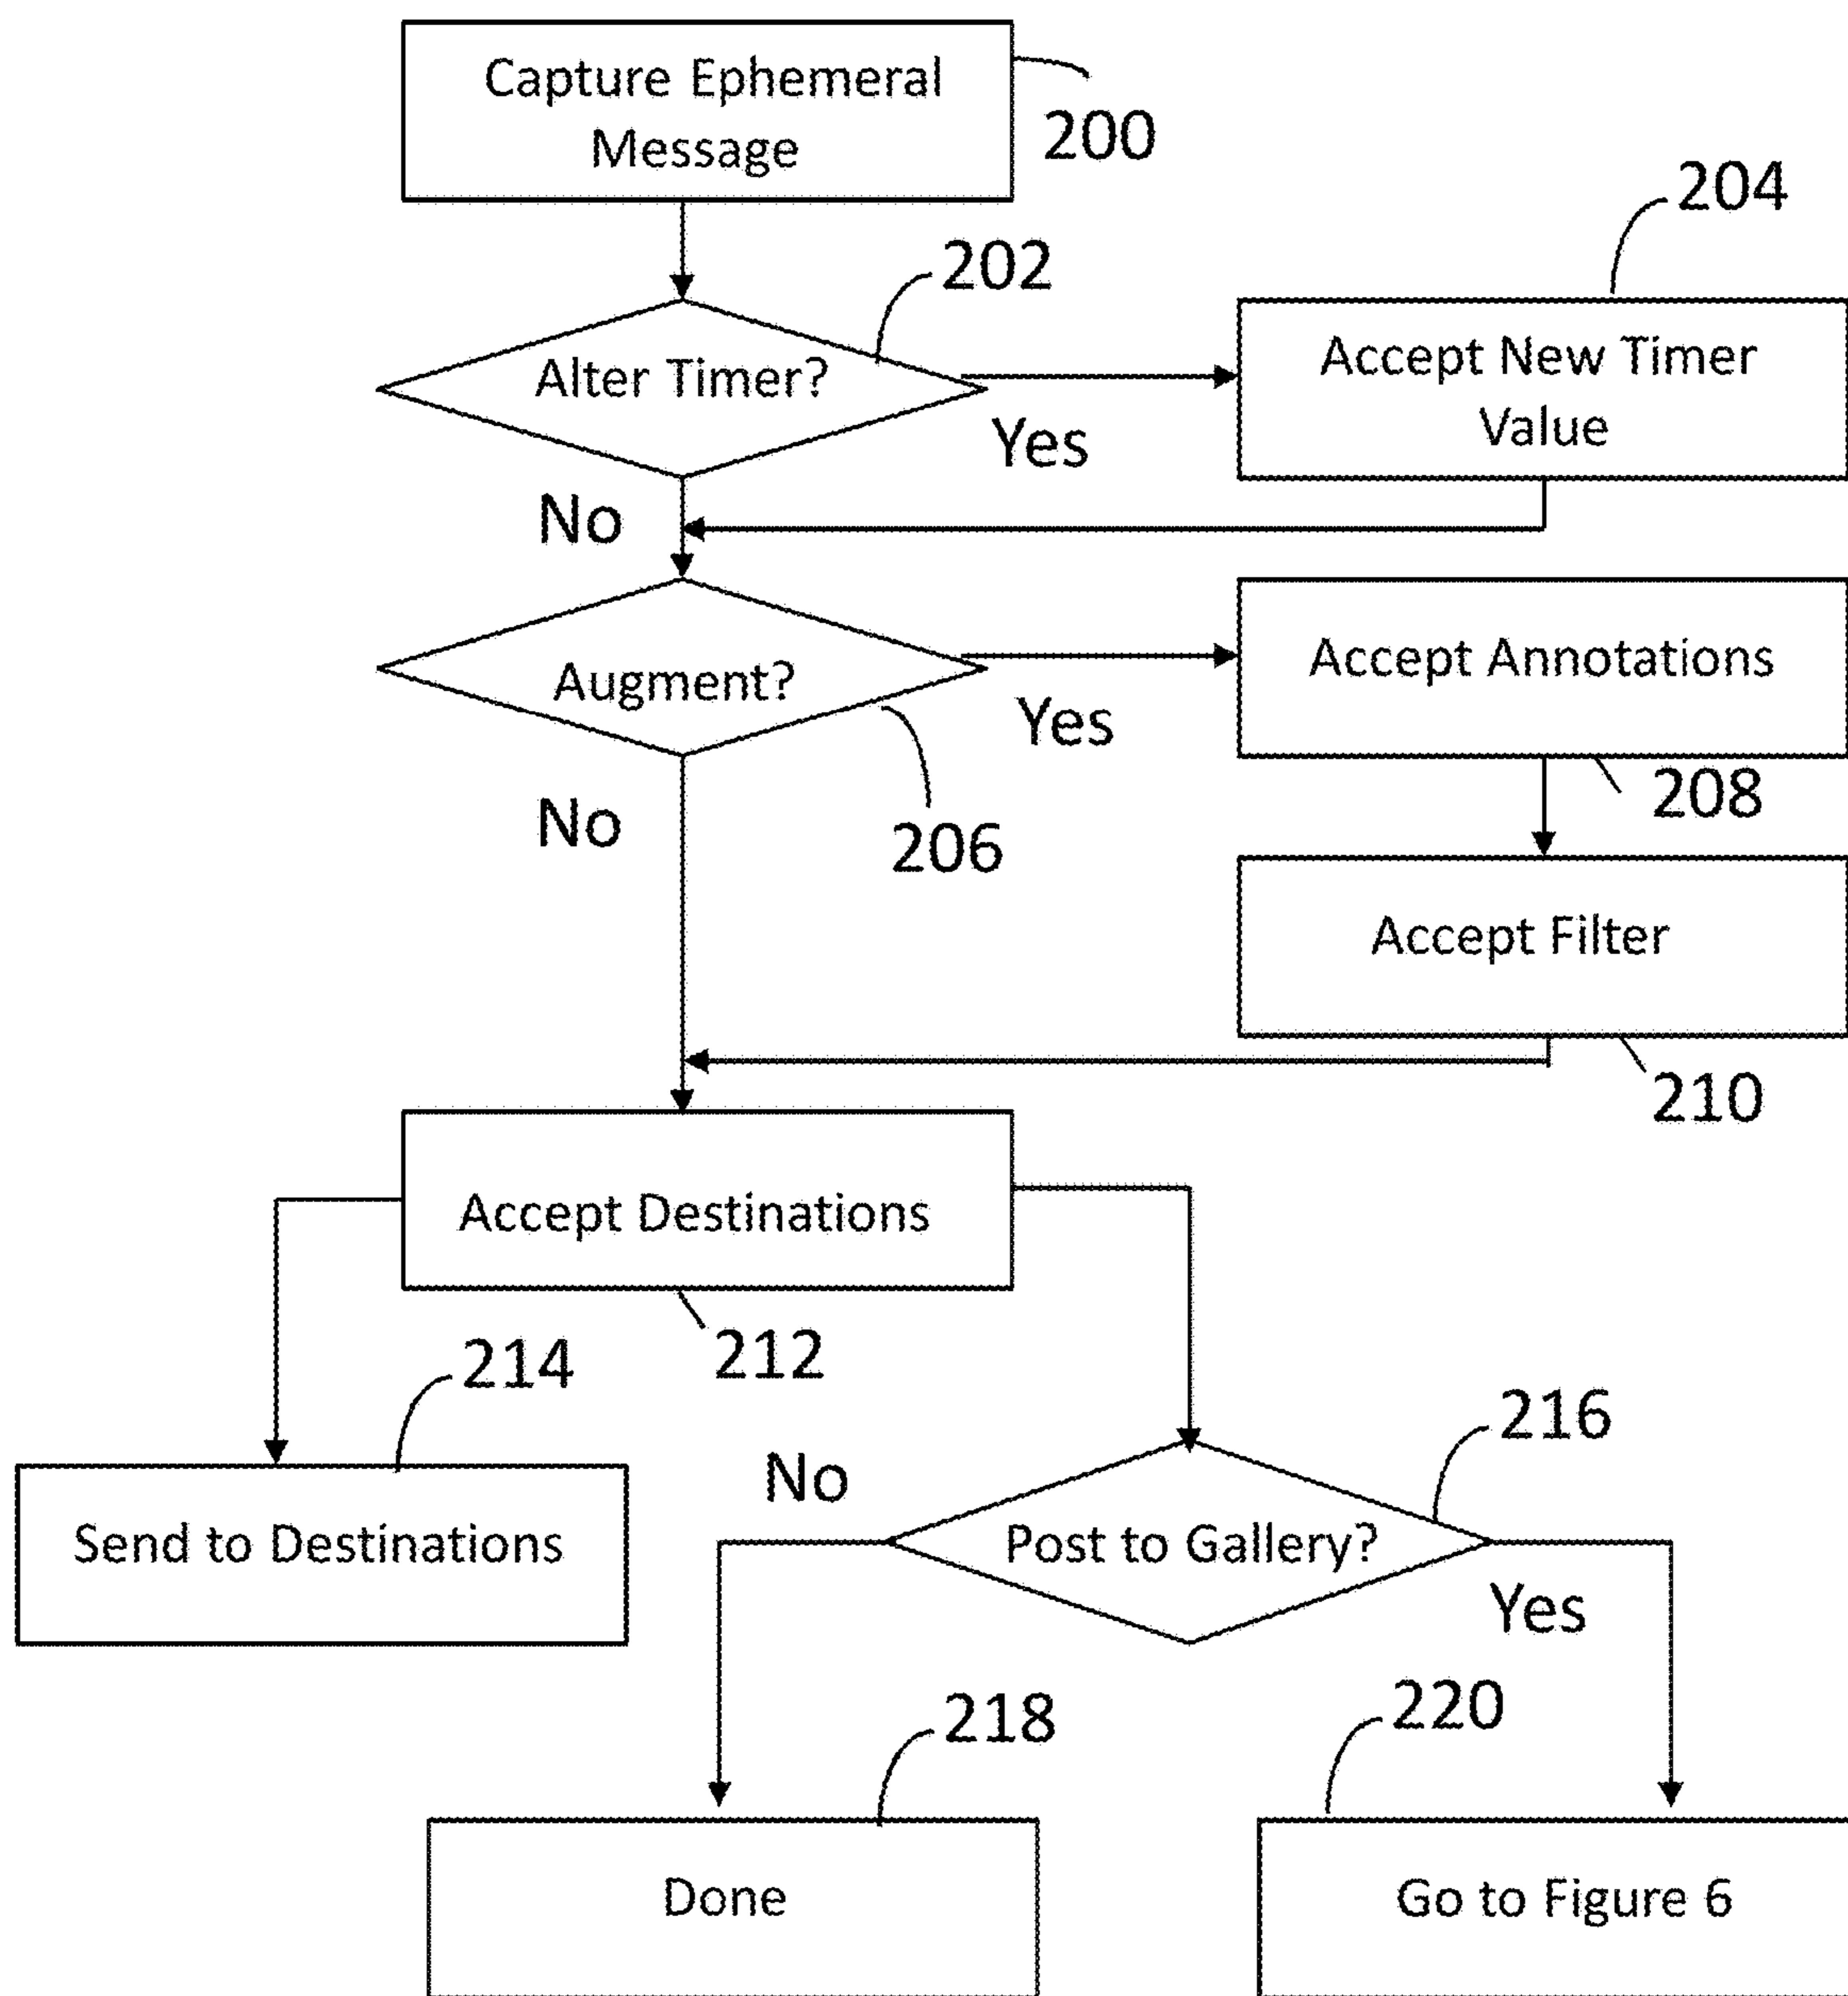 Capture Ephemeral
Message
200
202
204
Alter Timer?
Yes
Accept New Timer
Value
No
Augment?
Yes
Accept Annotations
208
No
206
Accept Filter
210
Accept Destinations
212
214
216
No
Send to Destinations
Post to Gallery?
Yes
218
220
Done
Go to Figure 6